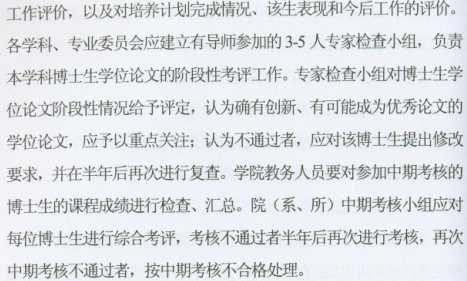 工作评价，以及对培养计划完成情况、该生表现和今后工作的评价。
各学科、专业委员会应建立有导师参加的 3-5 人专家检查小组，负责
本学科博士生学位论文的阶段性考评工作。专家检查小组对博士生学
位论文阶段性情况给予评定，认为确有创新、有可能成为优秀论文的
学位论文，应予以重点关注；认为不通过者，应对该博士生提出修改
要求，并在半年后再次进行复查。学院教务人员要对参加中期考核的
博士生的课程成绩进行检查、汇总。院（系、所）中期考核小组应对
每位博士生进行综合考评，考核不通过者半年后再次进行考核，再次
中期考核不通过者，按中期考核不合格处理。